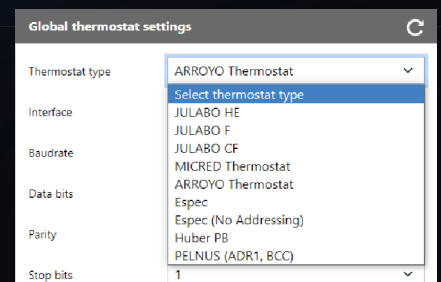 Global thermostat settings
Thermostat type
ARROYO Thermostat
Select thermostat type
JULABO HE
JULABO F
JULABO CF
MICRED Thermostat
ARROYO Thermostat
Espec
Espec (No Addressing)
Huber PB
PELNUS (ADR1, BCC)
Interface
Baudrate
Data bits
Parity
Stop bits
1